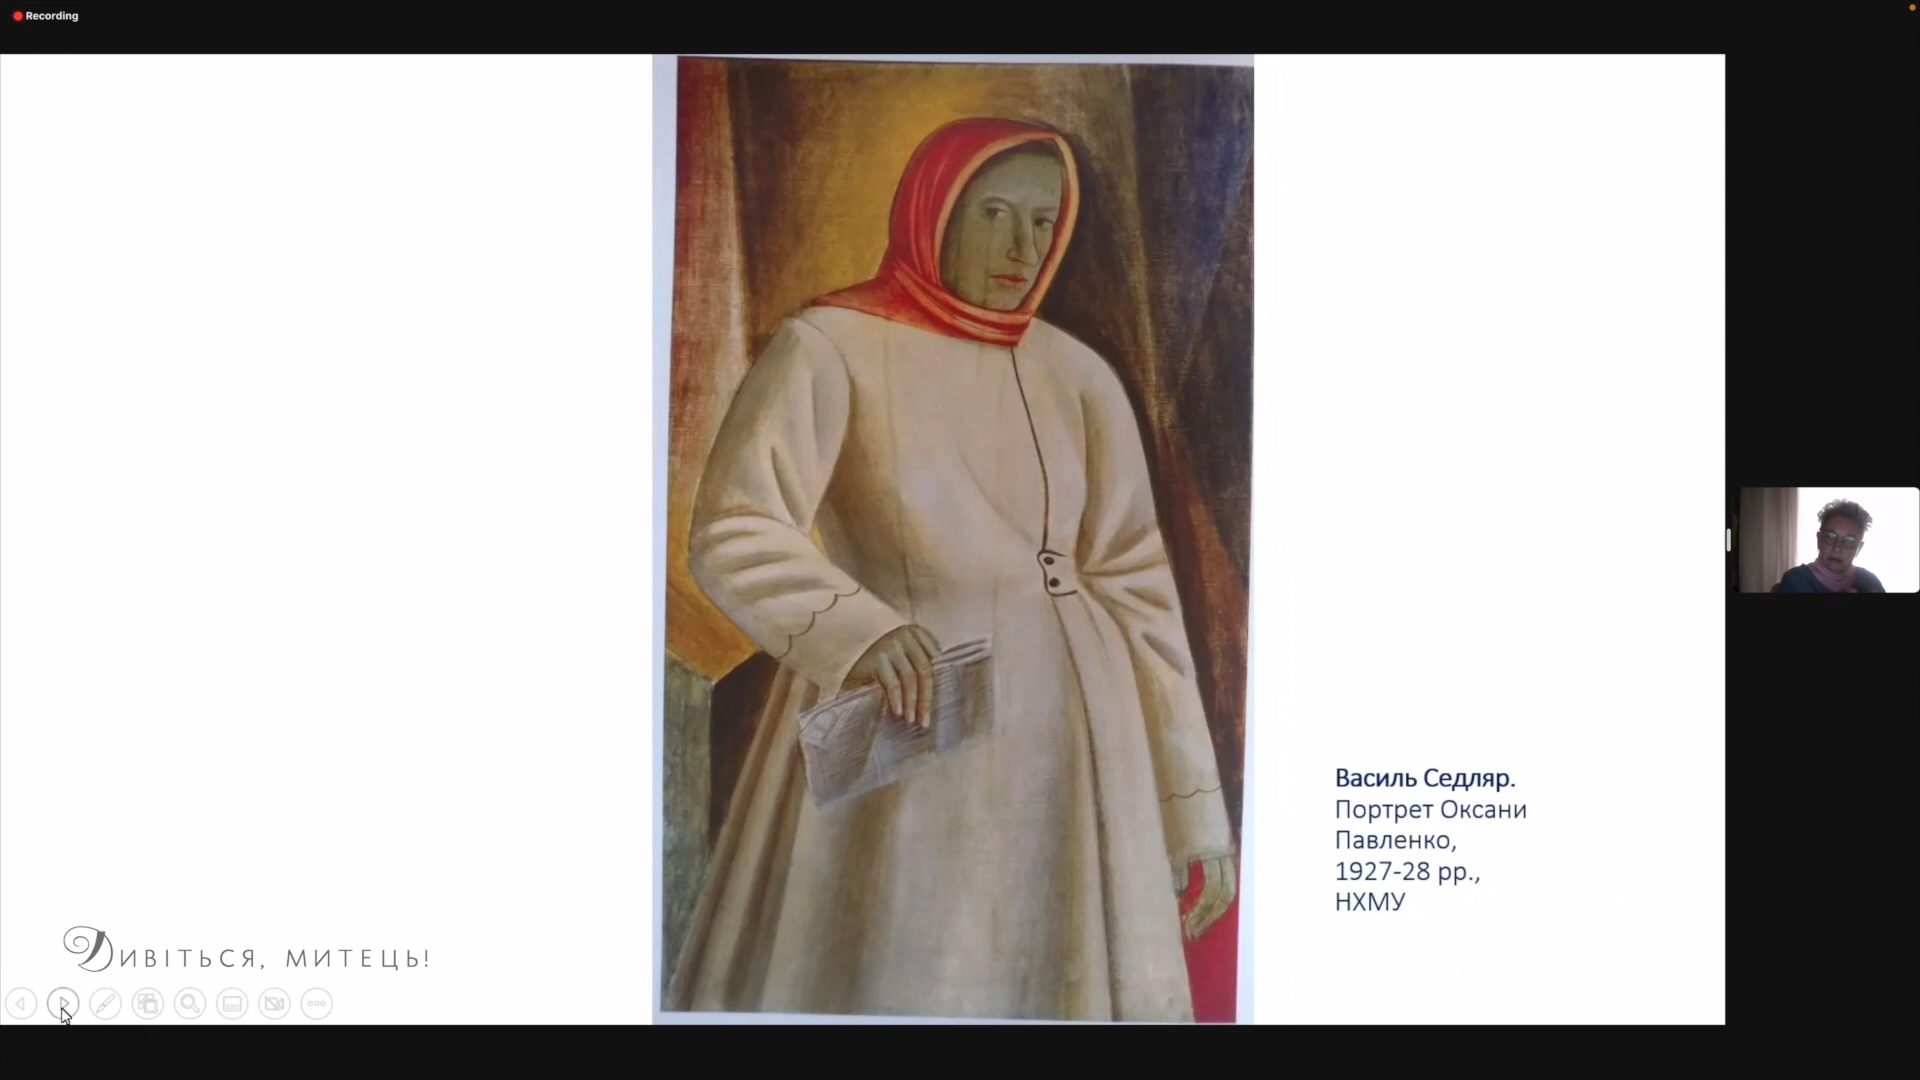 Recording
Василь Седляр.
Портрет Оксани
Павленко,
1927-28 рр.,
НХМУ
Дивіться, митець!